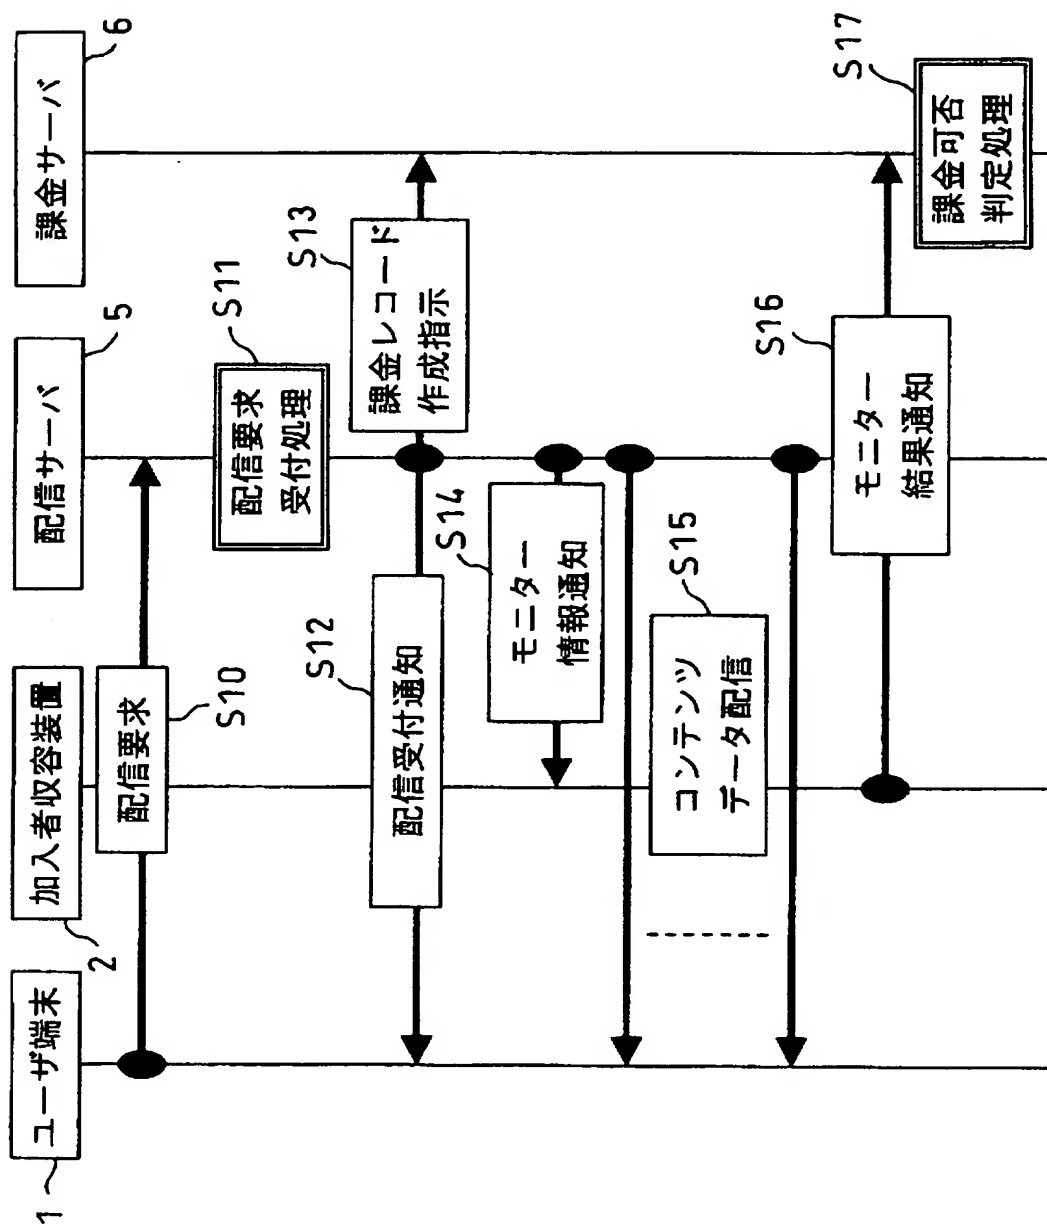 1
ユーザ端末
2
加入者収容装置
5
配信サーバ
6
課金サーバ
配信要求
S10
配信要求
受付処理
S11
配信受付通知
S12
課金レコード
作成指示
S13
モニター
情報通知
S14
コンテンツ
データ配信
S15
モニター
結果通知
S16
課金可否
判定処理
S17